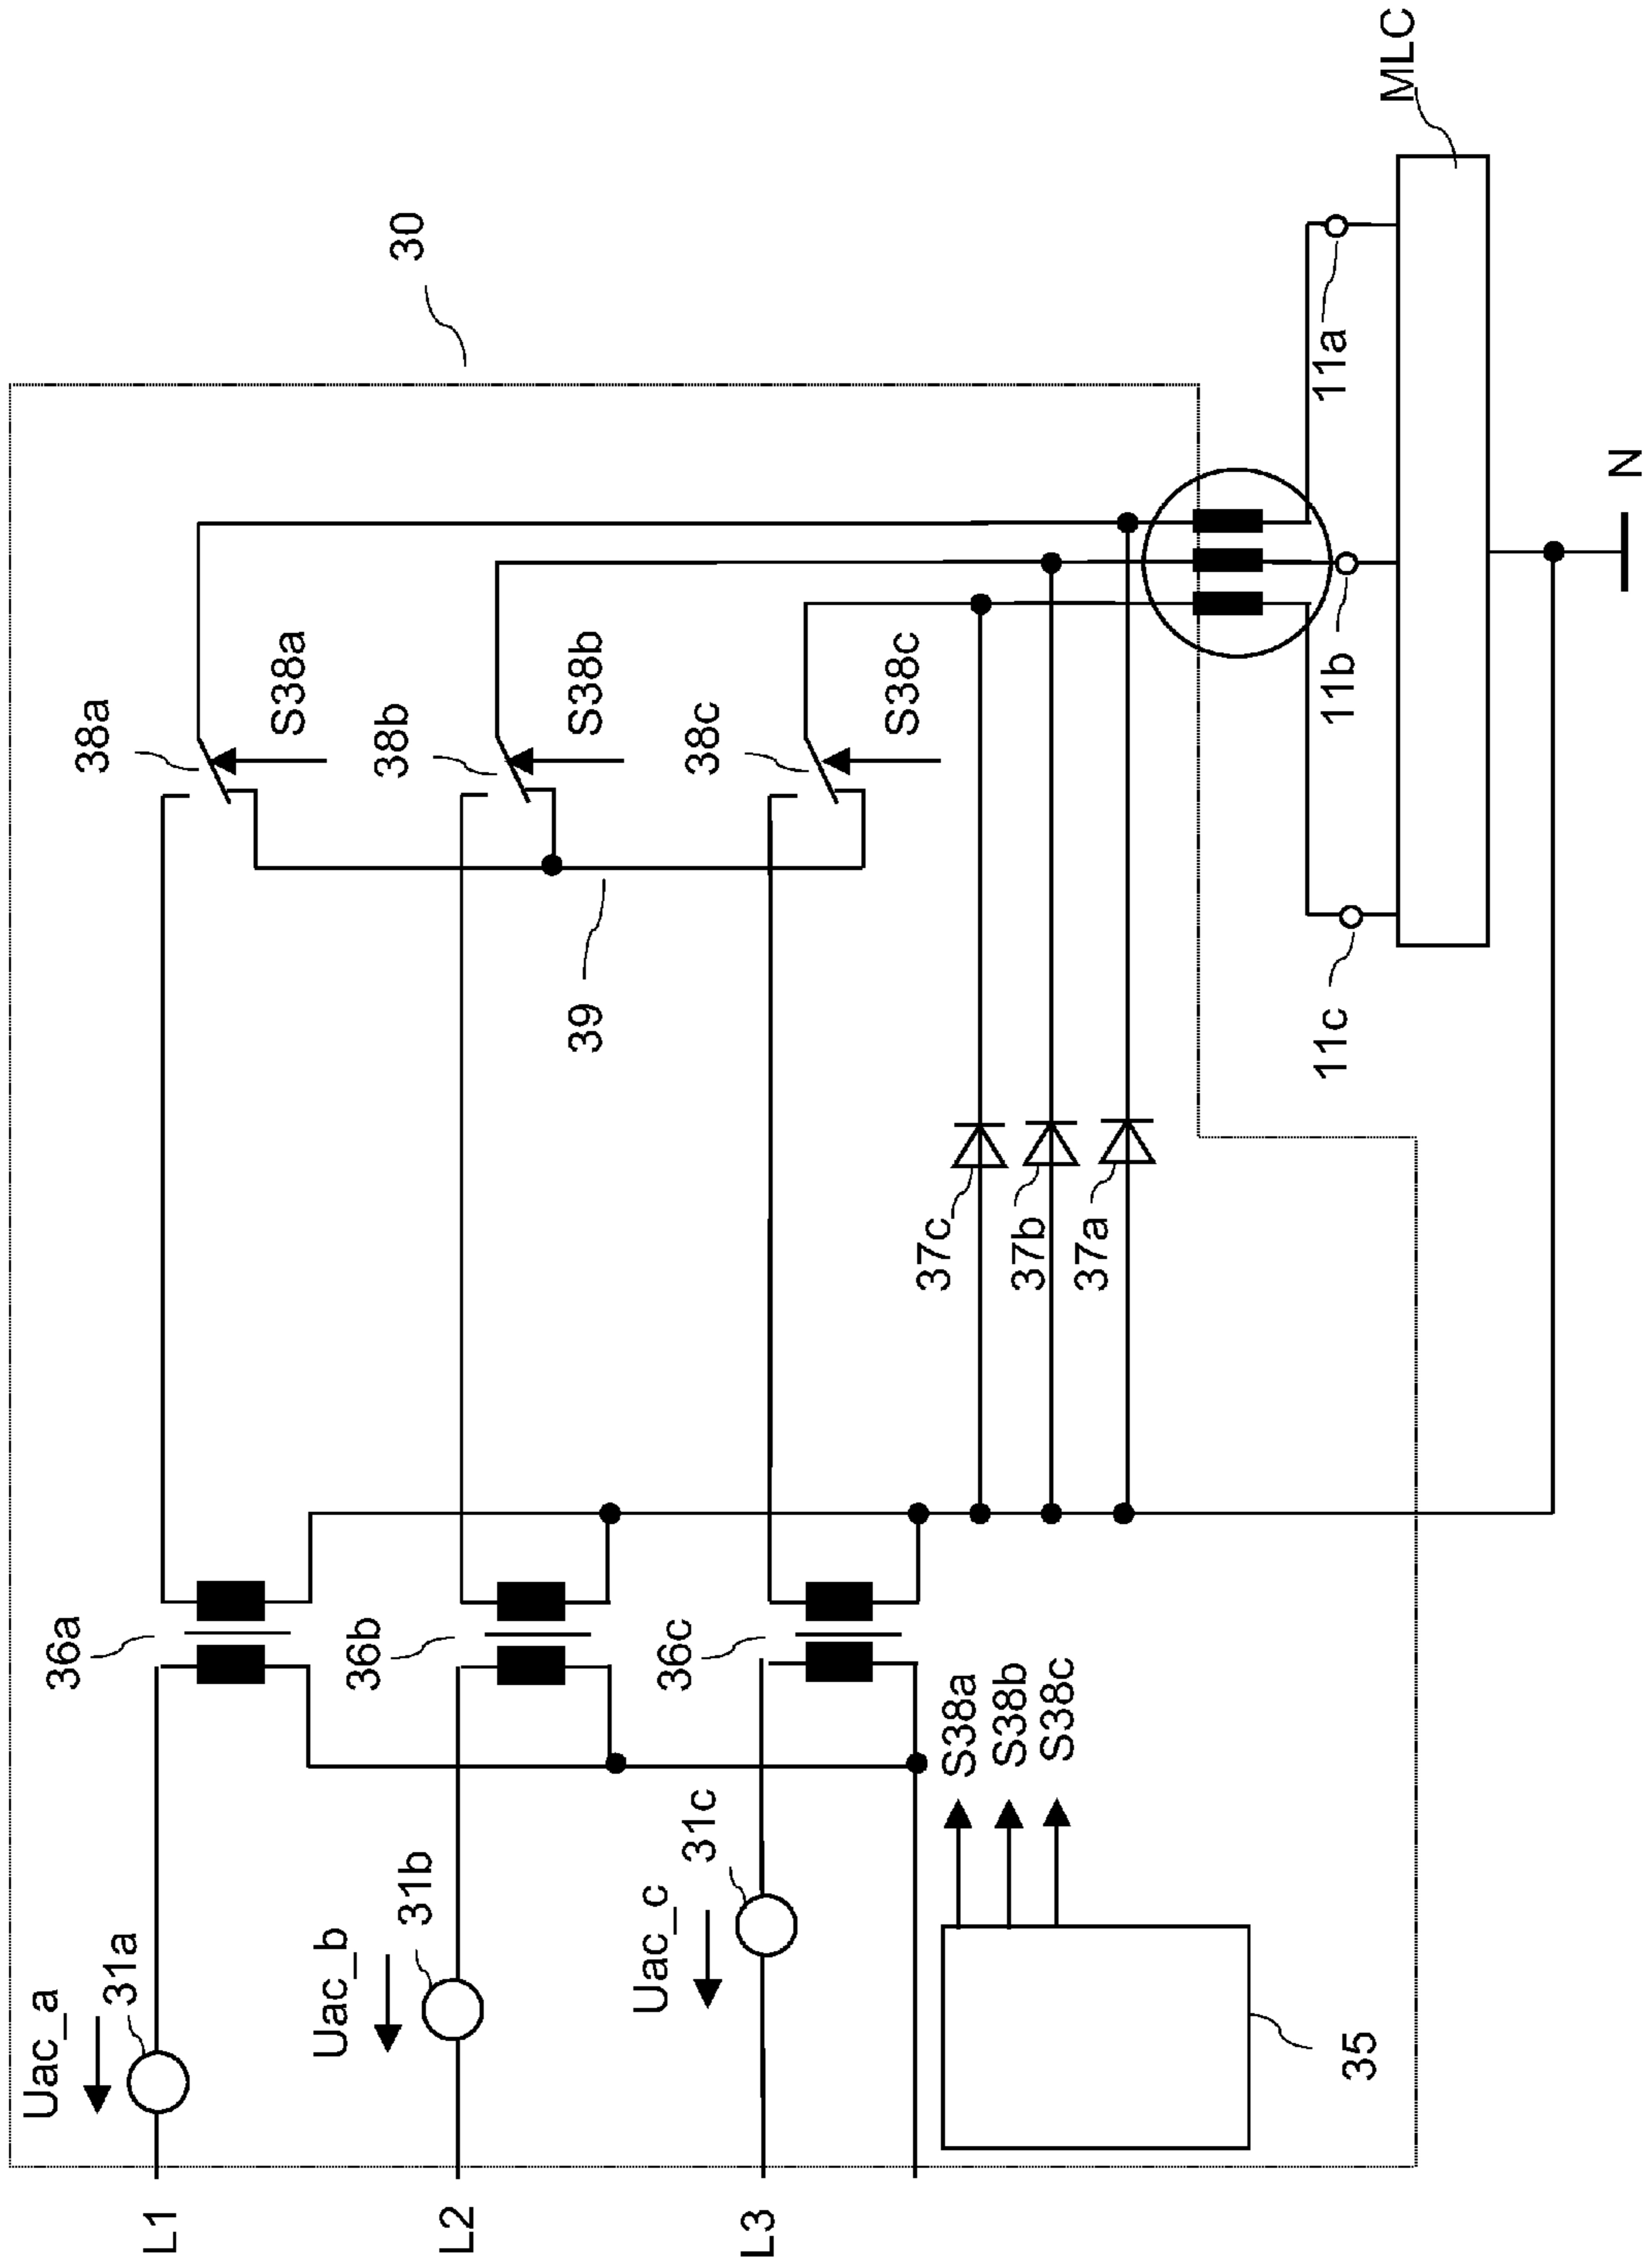 30
MLC
38a
S38a
38b
S38b
38c
S38c
39
11a
11b
11c
N
37c
37b
37a
36a
36b
36c
S38a
S38b
S38c
Uac_a
31a
Uac_b
31b
Uac_c
31c
35
L1
L2
L3